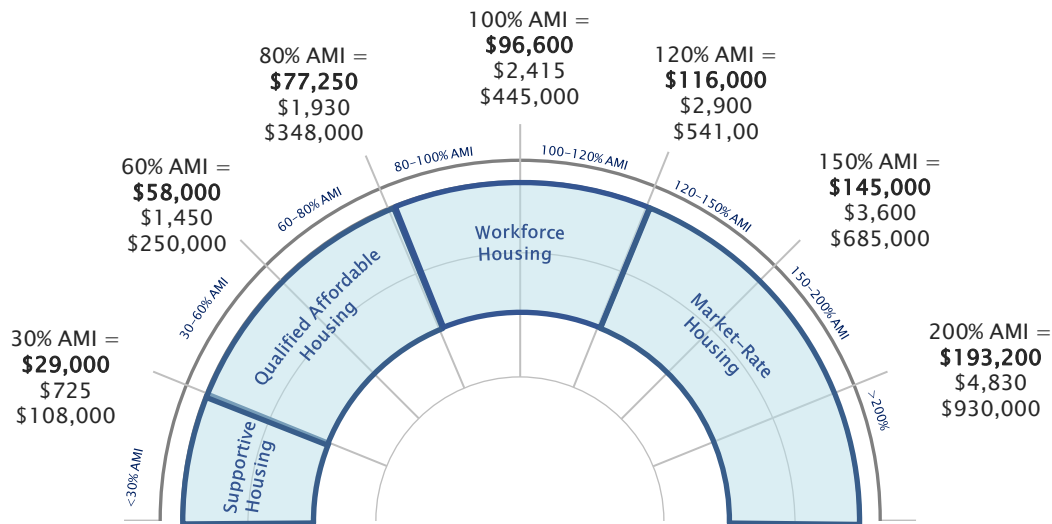 100% AMI =
$96,600
$2,415
$445,000
80% AMI =
$77,250
$1,930
$348,000
120% AMI =
$116,000
$2,900
$541,00
60% AMI =
$58,000
$1,450
$250,000
150% AMI =
$145,000
$3,600
$685,000
30% AMI =
$29,000
$725
$108,000
200% AMI =
$193,200
$4,830
$930,000
<30% AMI
30–60% AMI
60–80% AMI
80–100% AMI
100–120% AMI
120–150% AMI
150–200% AMI
>200%
Supportive
Housing
Qualified Affordable
Housing
Workforce
Housing
Market-Rate
Housing